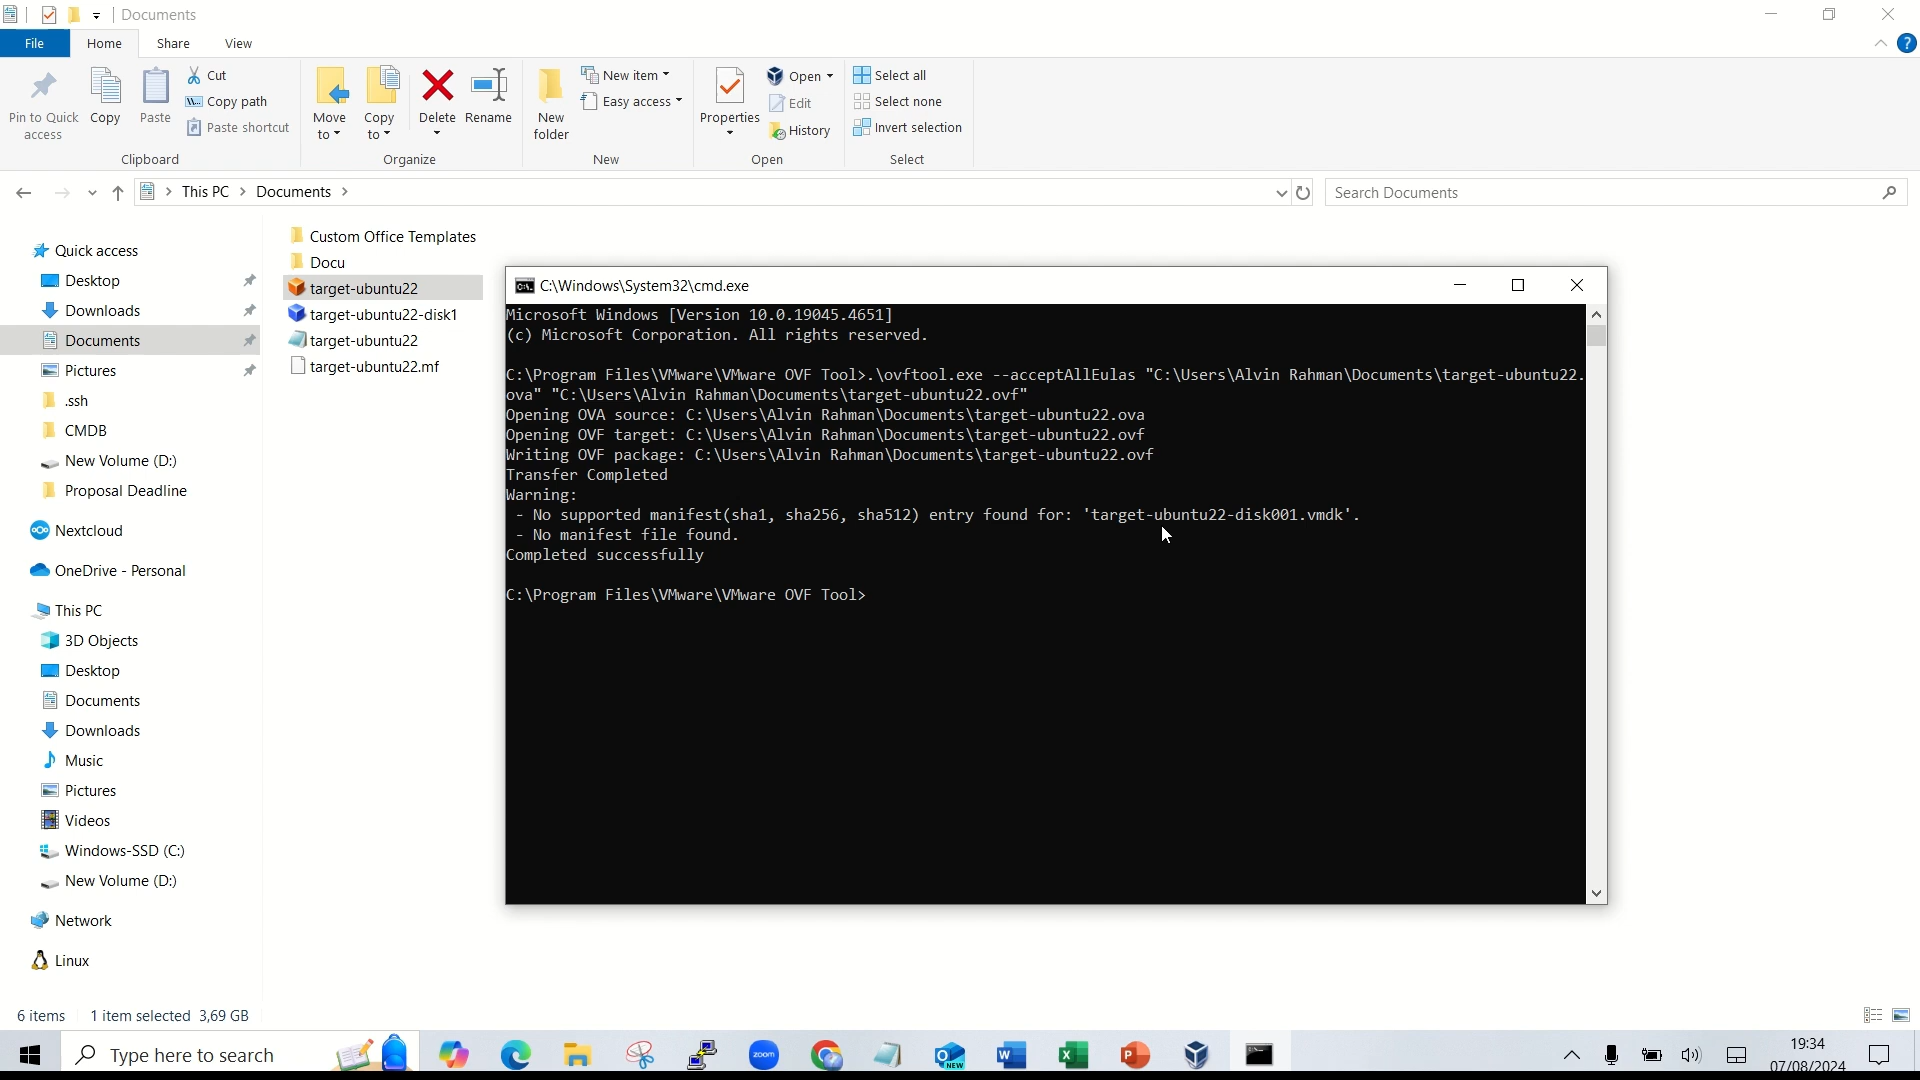 Documents
File
Home
Share
View
Pin to Quick access
Copy
Paste
Cut
Copy path
Paste shortcut
Clipboard
Move to
Copy to
Delete
Rename
Organize
New folder
New item
Easy access
New
Properties
Open
Edit
History
Open
Select all
Select none
Invert selection
Select
This PC > Documents >
Search Documents
Quick access
Desktop
Downloads
Documents
Pictures
.ssh
CMDB
New Volume (D:)
Proposal Deadline
Nextcloud
OneDrive - Personal
This PC
3D Objects
Desktop
Documents
Downloads
Music
Pictures
Videos
Windows-SSD (C:)
New Volume (D:)
Network
Linux
Custom Office Templates
Docu
target-ubuntu22
target-ubuntu22-disk1
target-ubuntu22
target-ubuntu22.mf
C:\Windows\System32\cmd.exe
Microsoft Windows [Version 10.0.19045.4651]
(c) Microsoft Corporation. All rights reserved.
C:\Program Files\VMware\VMware OVF Tool>.\ovftool.exe --acceptAllEulas "C:\Users\Alvin Rahman\Documents\target-ubuntu22.
ova" "C:\Users\Alvin Rahman\Documents\target-ubuntu22.ovf"
Opening OVA source: C:\Users\Alvin Rahman\Documents\target-ubuntu22.ova
Opening OVF target: C:\Users\Alvin Rahman\Documents\target-ubuntu22.ovf
Writing OVF package: C:\Users\Alvin Rahman\Documents\target-ubuntu22.ovf
Transfer Completed
Warning:
 - No supported manifest(sha1, sha256, sha512) entry found for: 'target-ubuntu22-disk001.vmdk'.
 - No manifest file found.
Completed successfully
C:\Program Files\VMware\VMware OVF Tool>
6 items
1 item selected 3,69 GB
Type here to search
zoom
NEW
19:34
07/08/2024